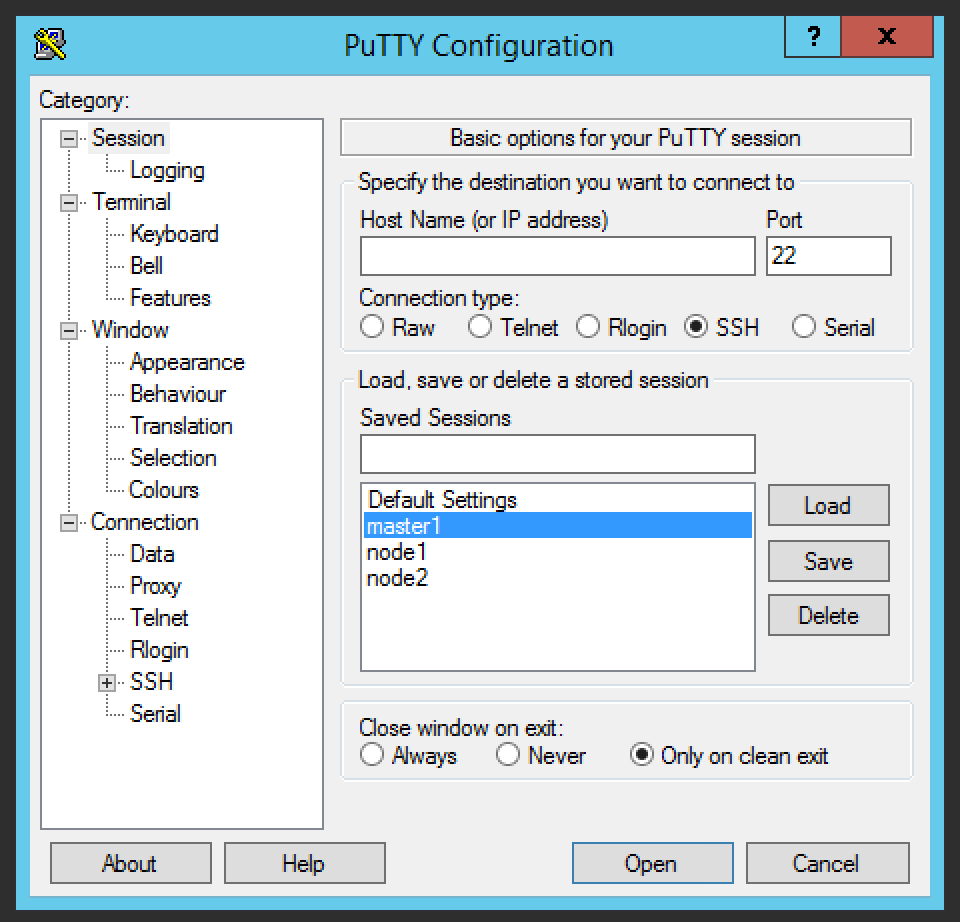 PuTTY Configuration
?
X
Category:
Session
Logging
Terminal
Keyboard
Bell
Features
Window
Appearance
Behaviour
Translation
Selection
Colours
Connection
Data
Proxy
Telnet
Rlogin
SSH
Serial
Basic options for your PuTTY session
Specify the destination you want to connect to
Host Name (or IP address) Port
22
Connection type:
Raw Telnet Rlogin SSH Serial
Load, save or delete a stored session
Saved Sessions
Default Settings
master1
node1
node2
Load
Save
Delete
Close window on exit:
Always Never Only on clean exit
About Help Open Cancel